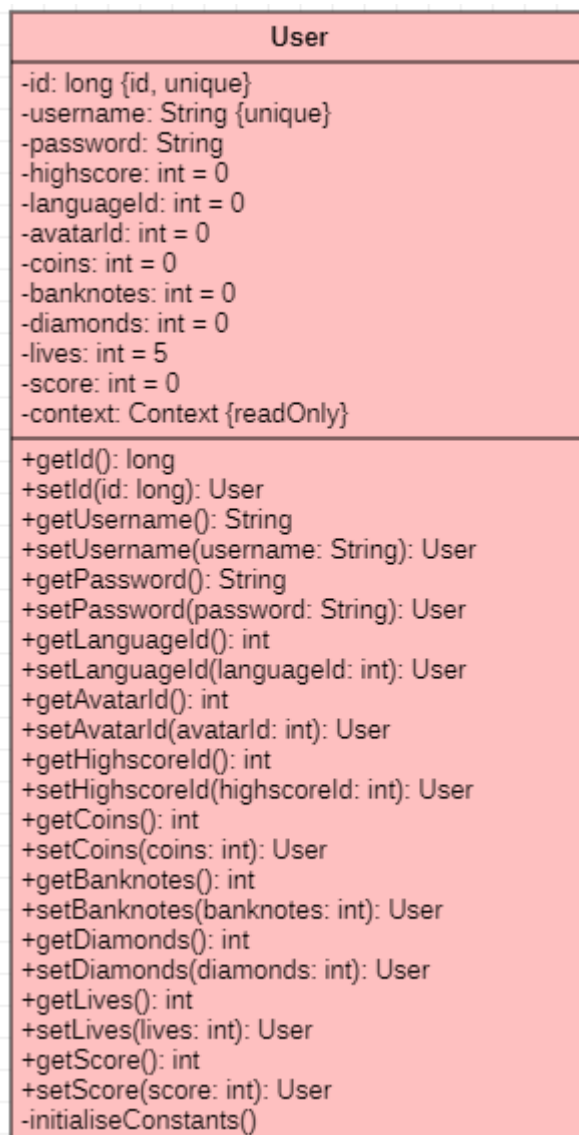 User
-id: long {id, unique}
-username: String {unique}
-password: String
-highscore: int = 0
-languageId: int = 0
-avatarId: int = 0
-coins: int = 0
-banknotes: int = 0
-diamonds: int = 0
-lives: int = 5
-score: int = 0
-context: Context {readOnly}
+getId(): long
+setId(id: long): User
+getUsername(): String
+setUsername(username: String): User
+getPassword(): String
+setPassword(password: String): User
+getLanguageId(): int
+setLanguageId(languageId: int): User
+getAvatarId(): int
+setAvatarId(avatarId: int): User
+getHighscoreId(): int
+setHighscoreId(highscoreId: int): User
+getCoins(): int
+setCoins(coins: int): User
+getBanknotes(): int
+setBanknotes(banknotes: int): User
+getDiamonds(): int
+setDiamonds(diamonds: int): User
+getLives(): int
+setLives(lives: int): User
+getScore(): int
+setScore(score: int): User
-initialiseConstants()